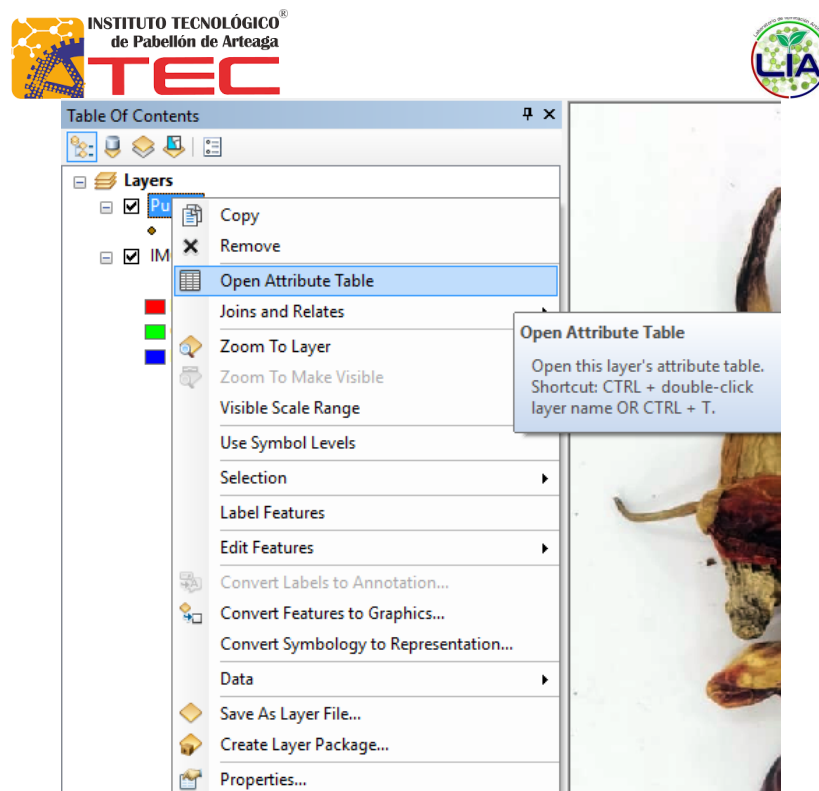 INSTITUTO TECNOLÓGICO®
de Pabellón de Arteaga
TEC
LIA
Table Of Contents
Layers
Pu
IM
Copy
Remove
Open Attribute Table
Joins and Relates
Zoom To Layer
Zoom To Make Visible
Visible Scale Range
Use Symbol Levels
Selection
Label Features
Edit Features
Convert Labels to Annotation...
Convert Features to Graphics...
Convert Symbology to Representation...
Data
Save As Layer File...
Create Layer Package...
Properties...
Open Attribute Table
Open this layer's attribute table.
Shortcut: CTRL + double-click
layer name OR CTRL + T.